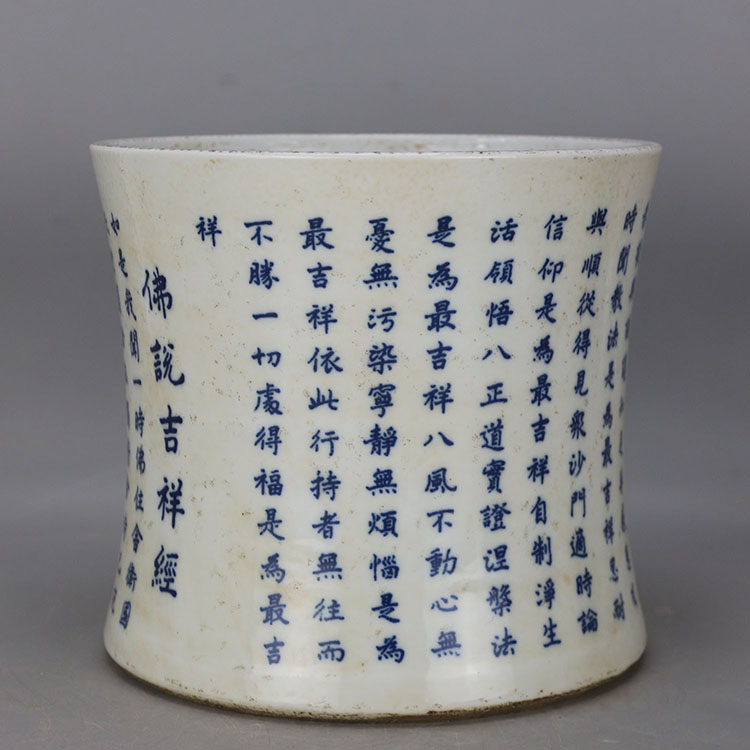 時聞教法是為最吉祥忍耐
與順從得見眾沙門適時論
信仰是為最吉祥自制淨生
活領悟八正道實證涅槃法
是為最吉祥八風不動心無
憂無污染寧靜無煩惱是為
最吉祥依此行持者無往而
不勝一切處得福是為最吉
祥
佛說吉祥經
如是我聞一時佛住舍衛國